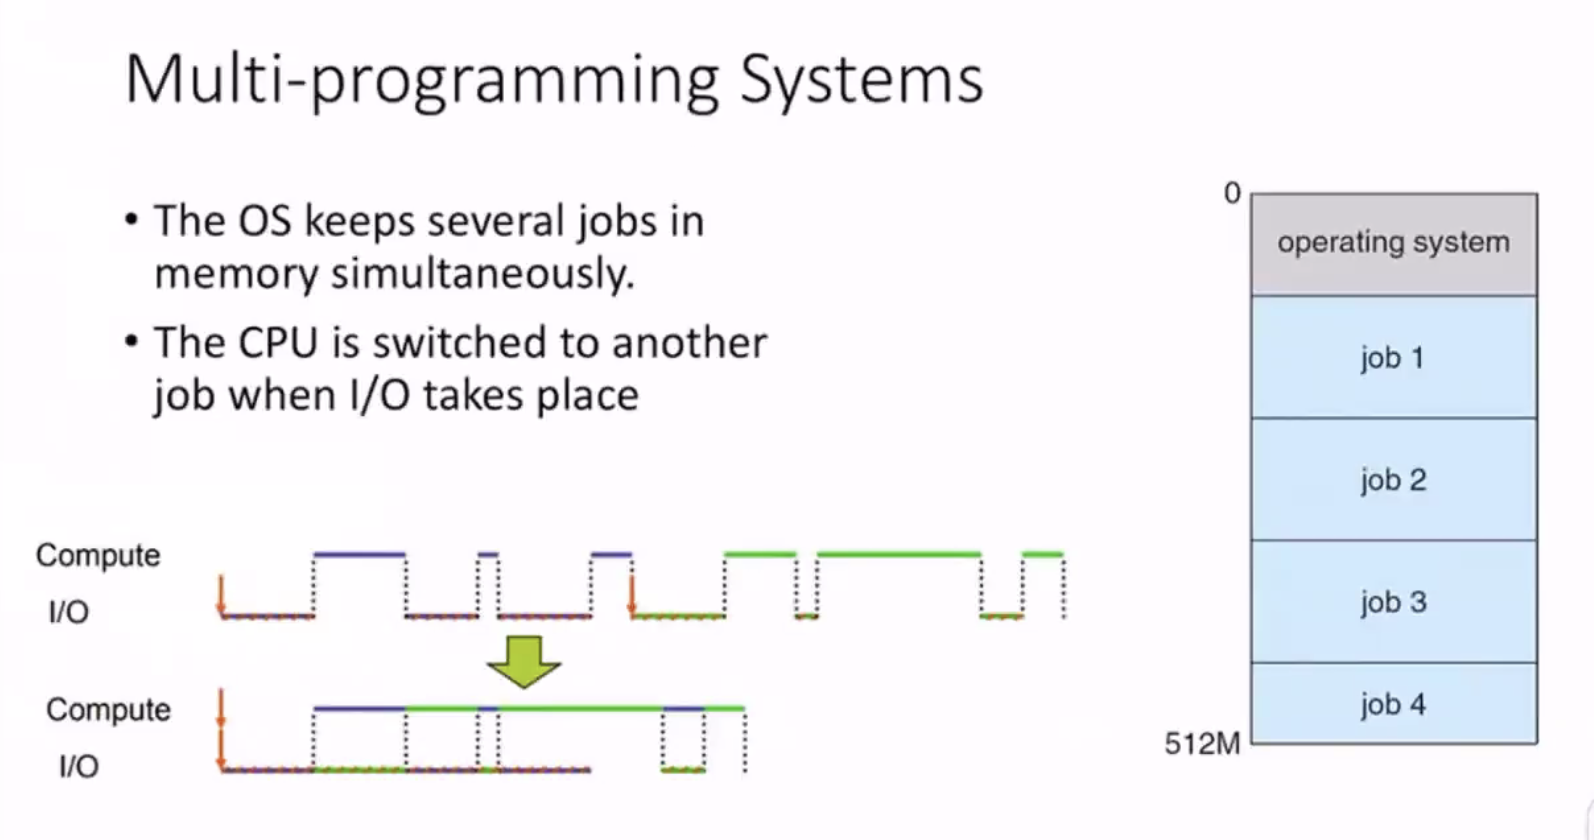 Multi-programming Systems
• The OS keeps several jobs in
memory simultaneously.
• The CPU is switched to another
job when I/O takes place
Compute
I/O
Compute
I/O
0
operating system
job 1
job 2
job 3
job 4
512M